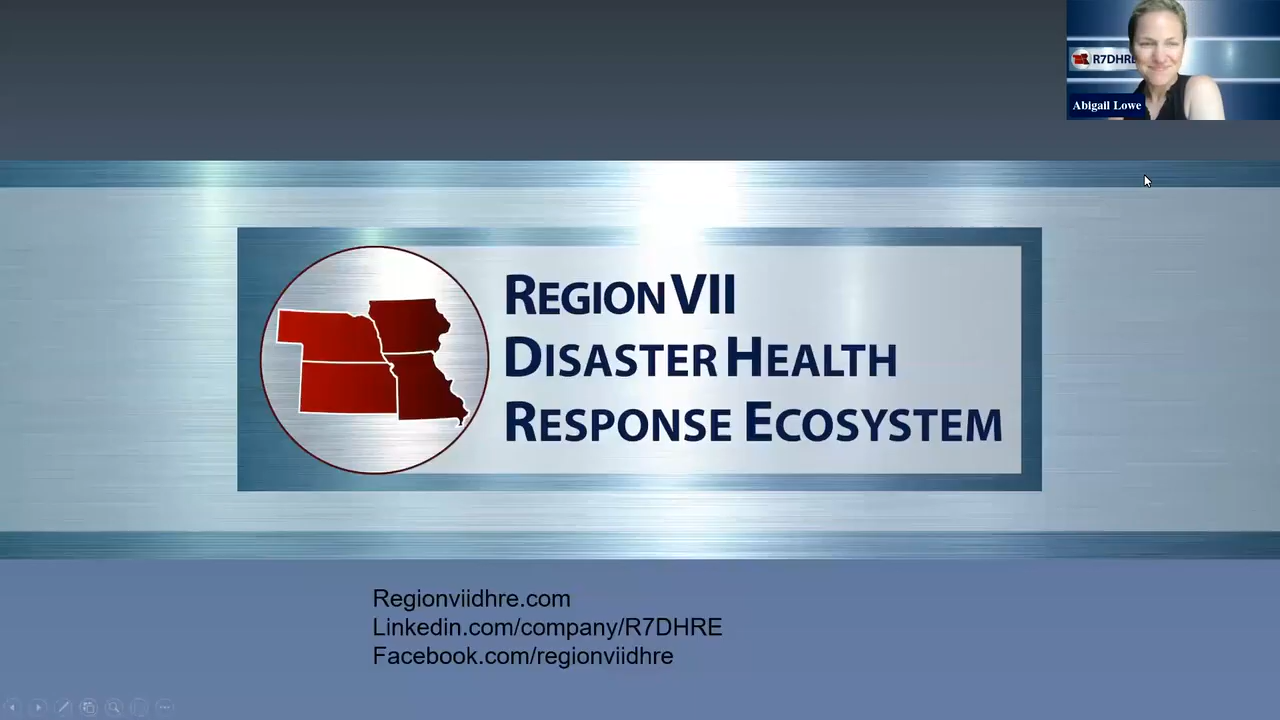 R7DHRE
Abigail Lowe
REGION VII
DISASTER HEALTH
RESPONSE ECOSYSTEM
Regionviidhre.com
Linkedin.com/company/R7DHRE
Facebook.com/regionviidhre